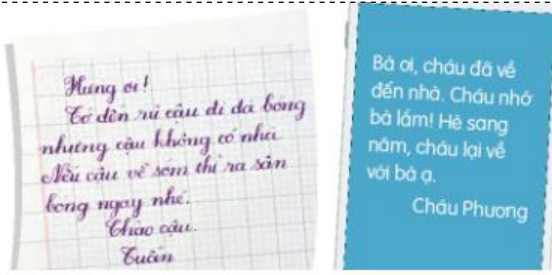 Hưng ơi!
Tớ đến rủ cậu đi đá bóng
nhưng cậu không có nhà.
Nếu cậu về sớm thì ra sân
bóng ngay nhé.
Chào cậu.
Tuấn
Bà ơi, cháu đã về
đến nhà. Cháu nhớ
bà lắm! Hè sang
năm, cháu lại về
với bà ạ.
Cháu Phương